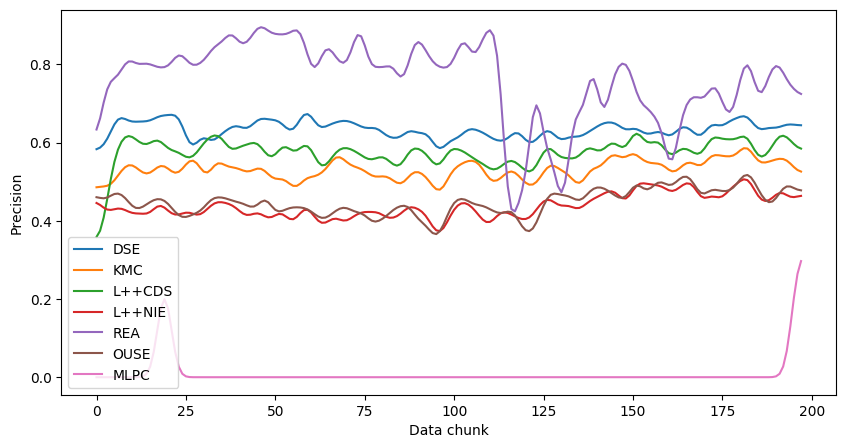 Precision
0.8
0.6
0.4
0.2
0.0
DSE
KMC
L++CDS
L++NIE
REA
OUSE
MLPC
0 25 50 75 100 125 150 175 200
Data chunk